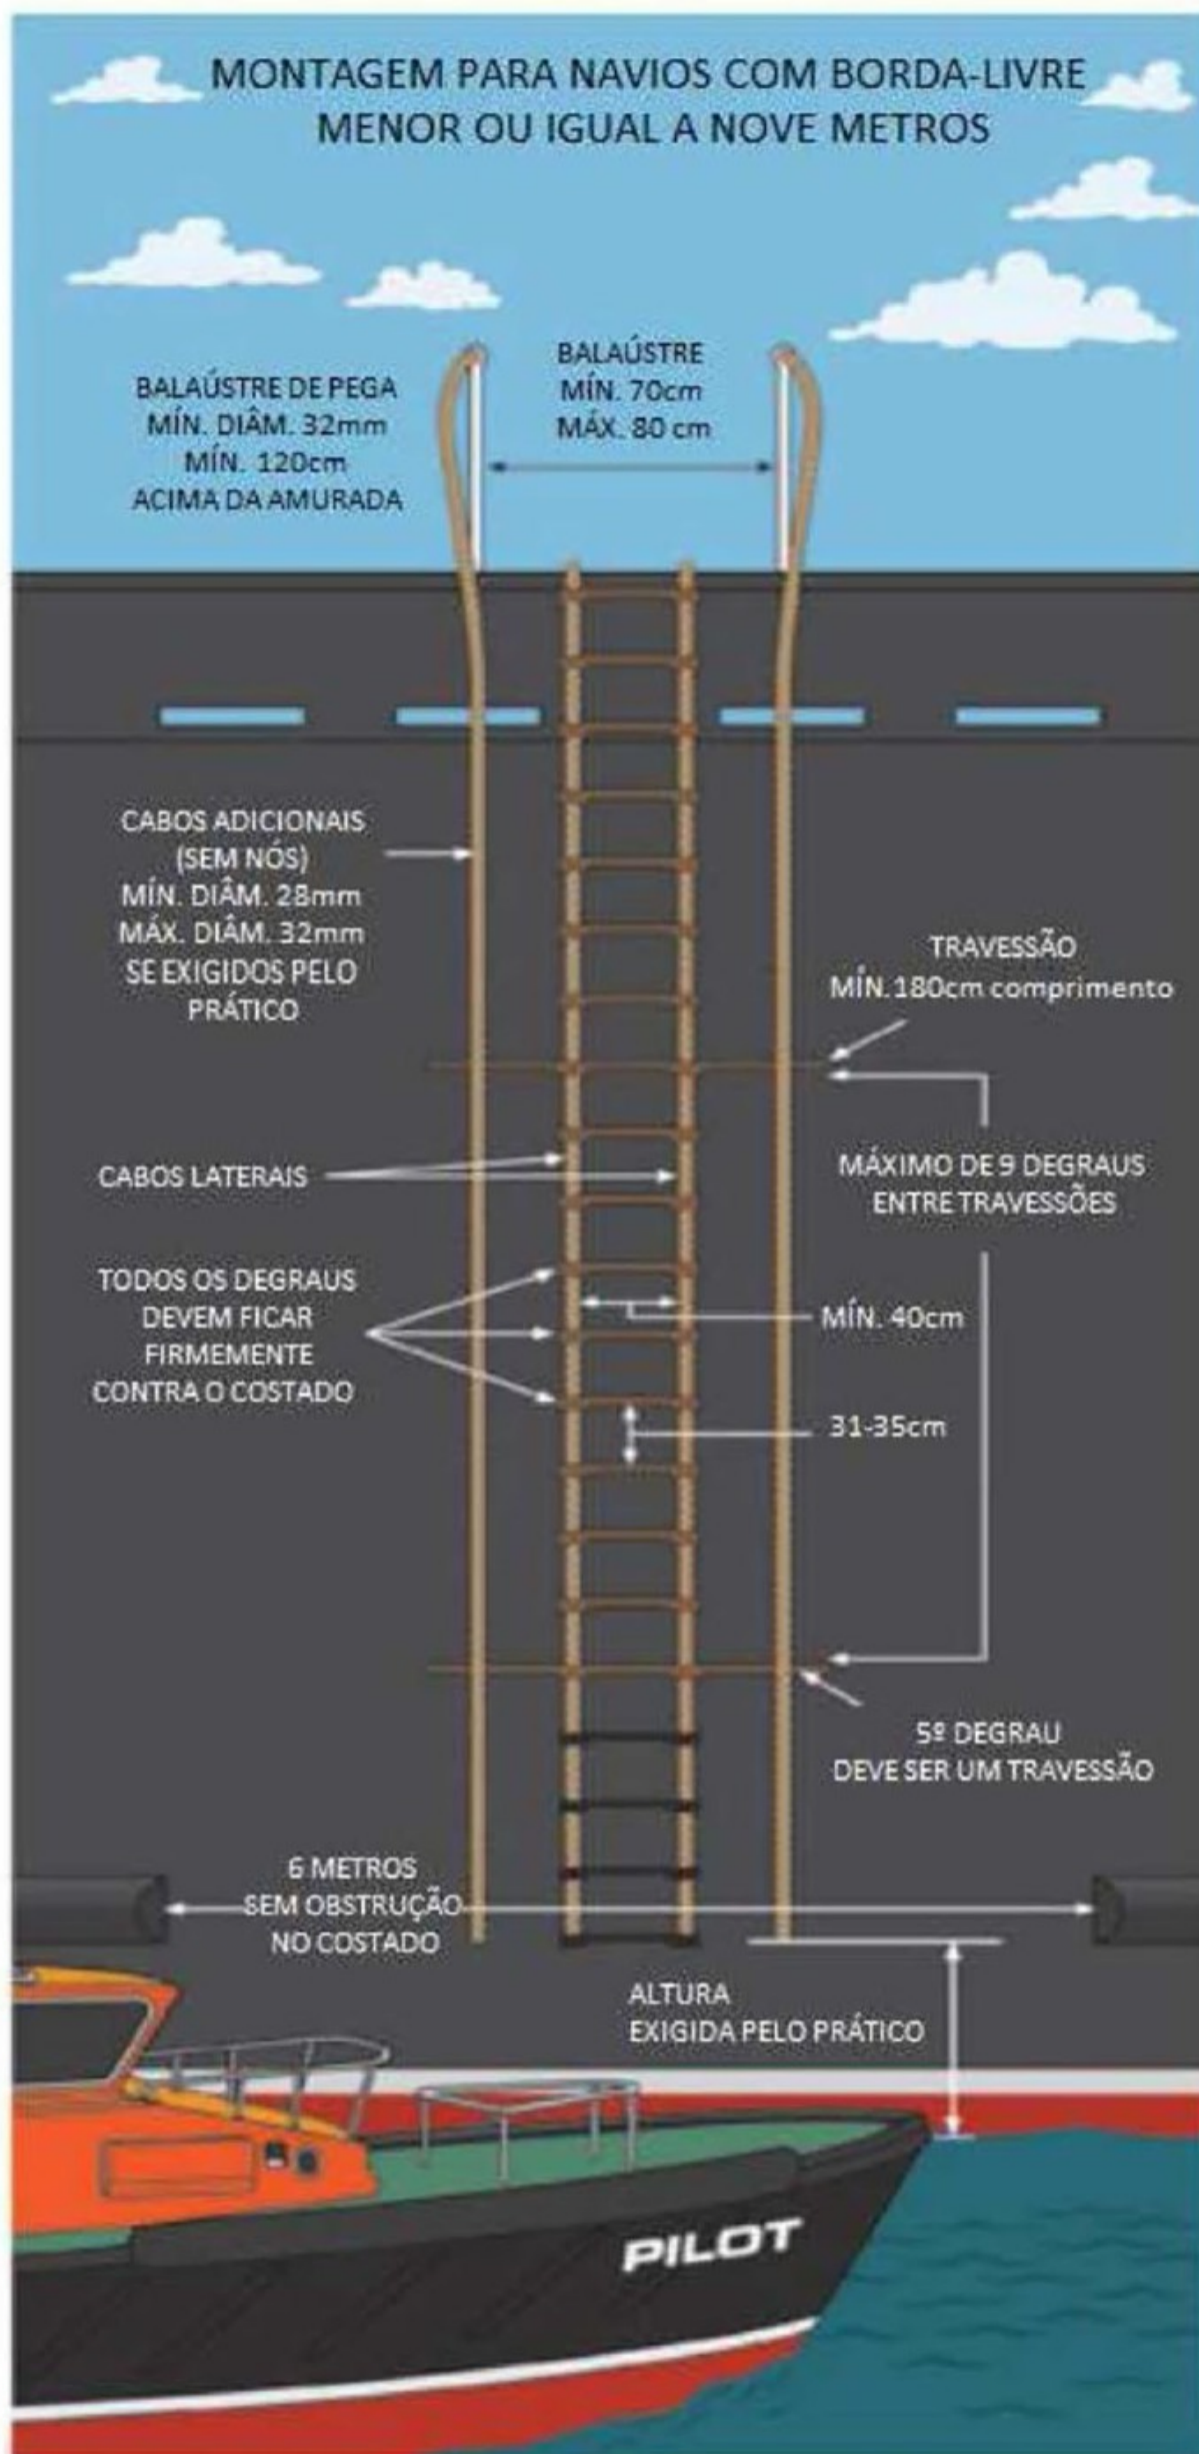 MONTAGEM PARA NAVIOS COM BORDA-LIVRE
MENOR OU IGUAL A NOVE METROS
BALAÚSTRE DE PEGA
MÍN. DIÂM. 32mm
MÍN. 120cm
ACIMA DA AMURADA
BALAÚSTRE
MÍN. 70cm
MÁX. 80 cm
CABOS ADICIONAIS
(SEM NÓS)
MÍN. DIÂM. 28mm
MÁX. DIÂM. 32mm
SE EXIGIDOS PELO
PRÁTICO
TRAVESSÃO
MÍN.180cm comprimento
CABOS LATERAIS
MÁXIMO DE 9 DEGRAUS
ENTRE TRAVESSÕES
TODOS OS DEGRAUS
DEVEM FICAR
FIRMEMENTE
CONTRA O COSTADO
MÍN. 40cm
31-35cm
5º DEGRAU
DEVE SER UM TRAVESSÃO
6 METROS
SEM OBSTRUÇÃO
NO COSTADO
ALTURA
EXIGIDA PELO PRÁTICO
PILOT